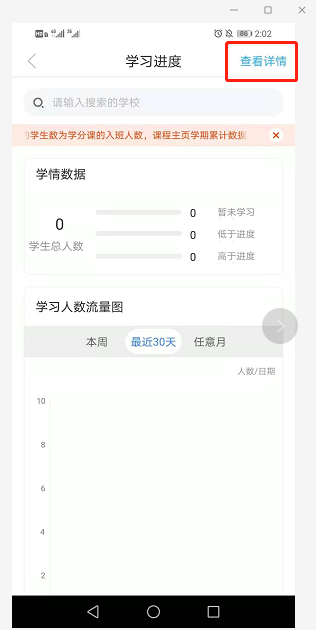 HD 4G 3G 86 2:02
学习进度
查看详情
请输入搜索的学校
学生数为学分课的入班人数，课程主页学期累计数据
学情数据
0
学生总人数
0 暂未学习
0 低于进度
0 高于进度
学习人数流量图
本周 最近30天 任意月
人数/日期
10
8
6
4
2